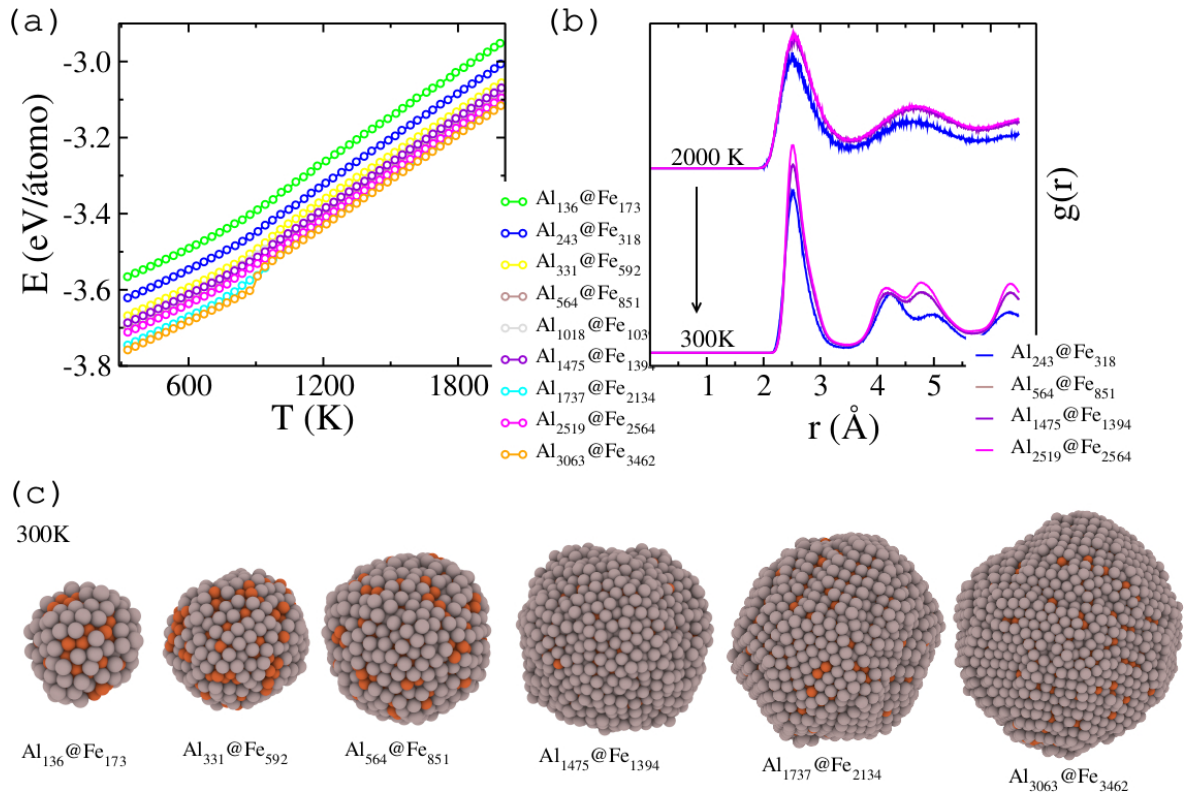 (a)
E (eV/átomo)
-3.0
-3.2
-3.4
-3.6
-3.8
600 1200 1800
T (K)
Al136@Fe173
Al243@Fe318
Al331@Fe592
Al564@Fe851
Al1018@Fe103
Al1475@Fe139
Al1737@Fe2134
Al2519@Fe2564
Al3063@Fe3462
(b)
g(r)
2000 K
300K
1 2 3 4 5
r (Å)
Al243@Fe318
Al564@Fe851
Al1475@Fe1394
Al2519@Fe2564
(c)
300K
Al136@Fe173
Al331@Fe592
Al564@Fe851
Al1475@Fe1394
Al1737@Fe2134
Al3063@Fe3462